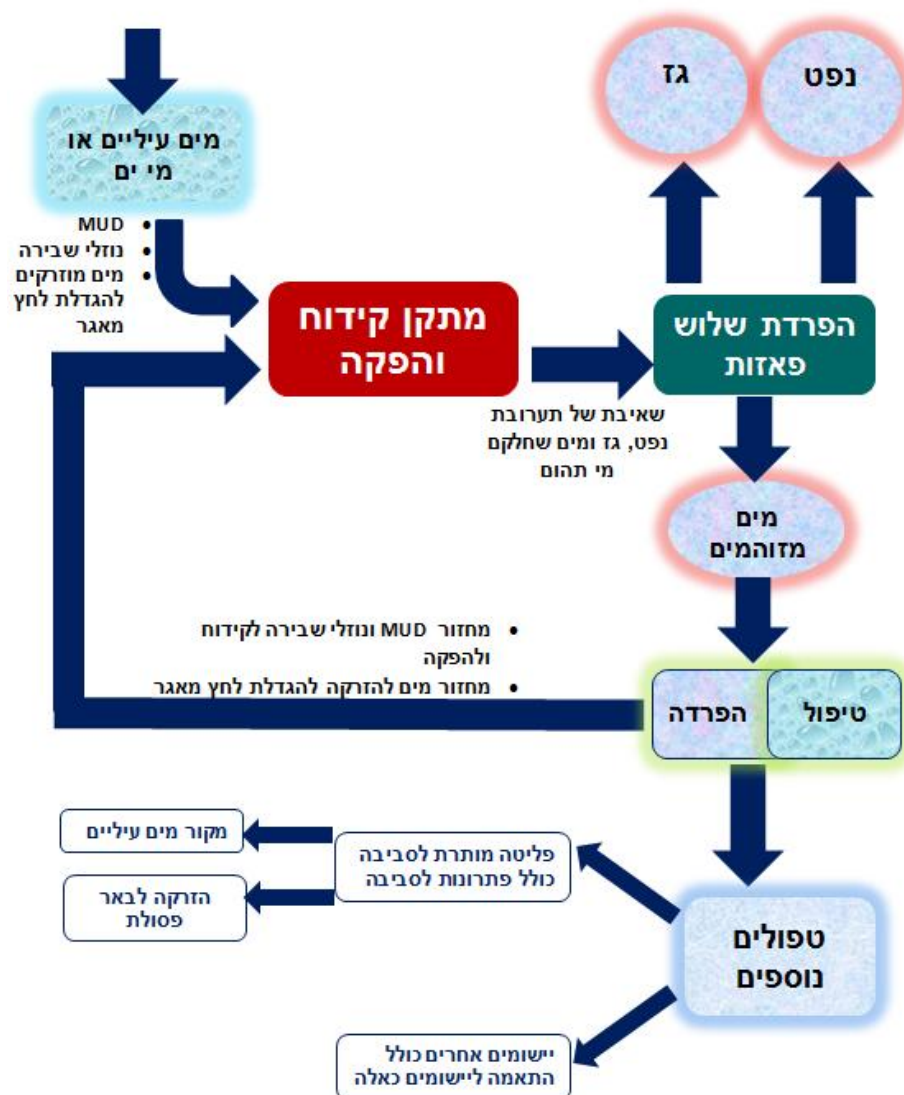 מים עיליים או
מי ים
• MUD
• נוזלי שבירה
• מים מוזרקים
להגדלת לחץ
מאגר
מתקן קידוח
והפקה
שאיבת של תערובת
נפט, גז ומים שחלקם
מי תהום
גז
נפט
הפרדת שלוש
פאזות
מים
מזוהמים
• מחזור MUD ונוזלי שבירה לקידוח
ולהפקה
• מחזור מים להזרקה להגדלת לחץ מאגר
הפרדה
טיפול
טפולים
נוספים
פליטה מותרת לסביבה
כולל פתרונות לסביבה
מקור מים עיליים
הזרקה לבאר
פסולת
יישומים אחרים כולל
התאמה ליישומים כאלה